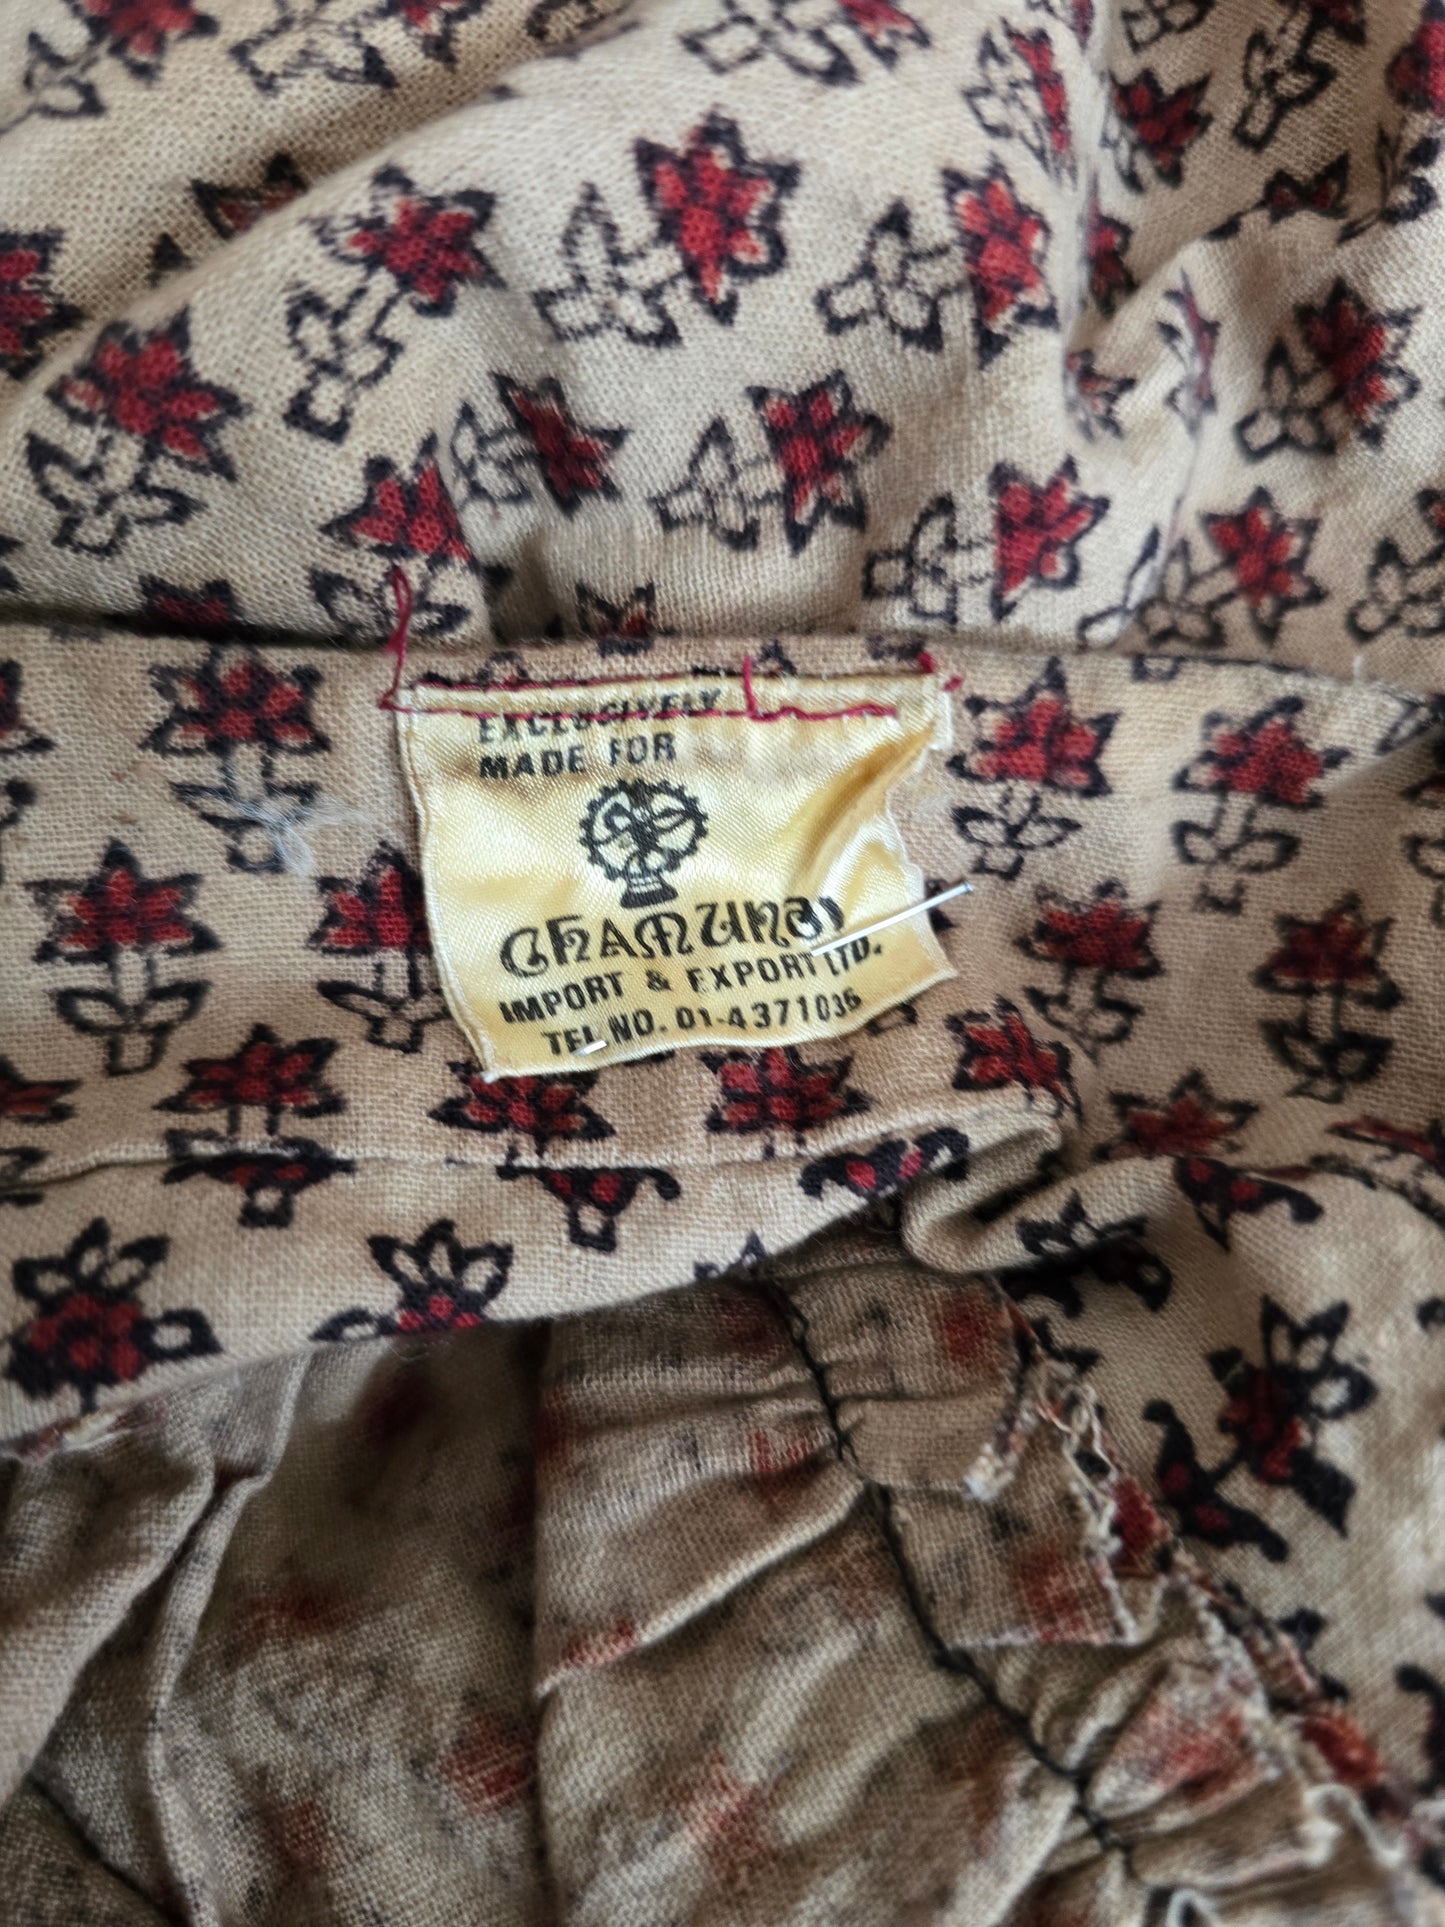 EXCLUSIVELY
MADE FOR
CHAMUNDI
IMPORT & EXPORT LTD.
TEL NO. 01-4371036